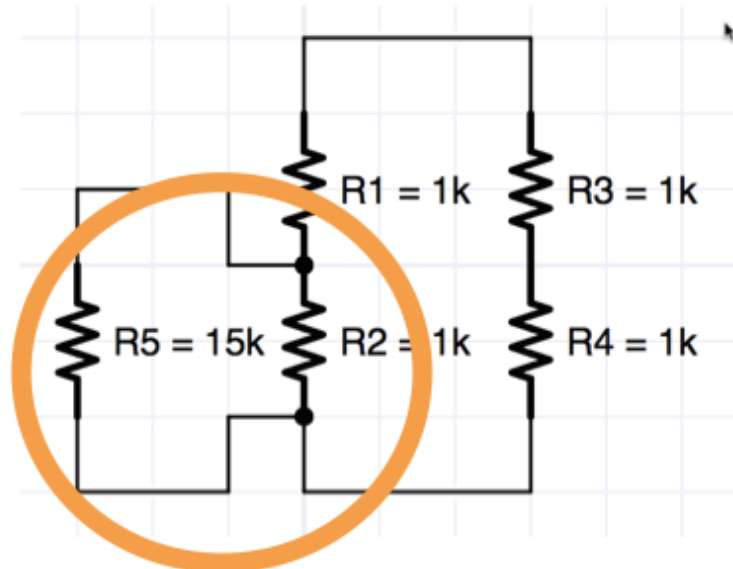 R1 = 1k
R3 = 1k
R5 = 15k
R2 = 1k
R4 = 1k